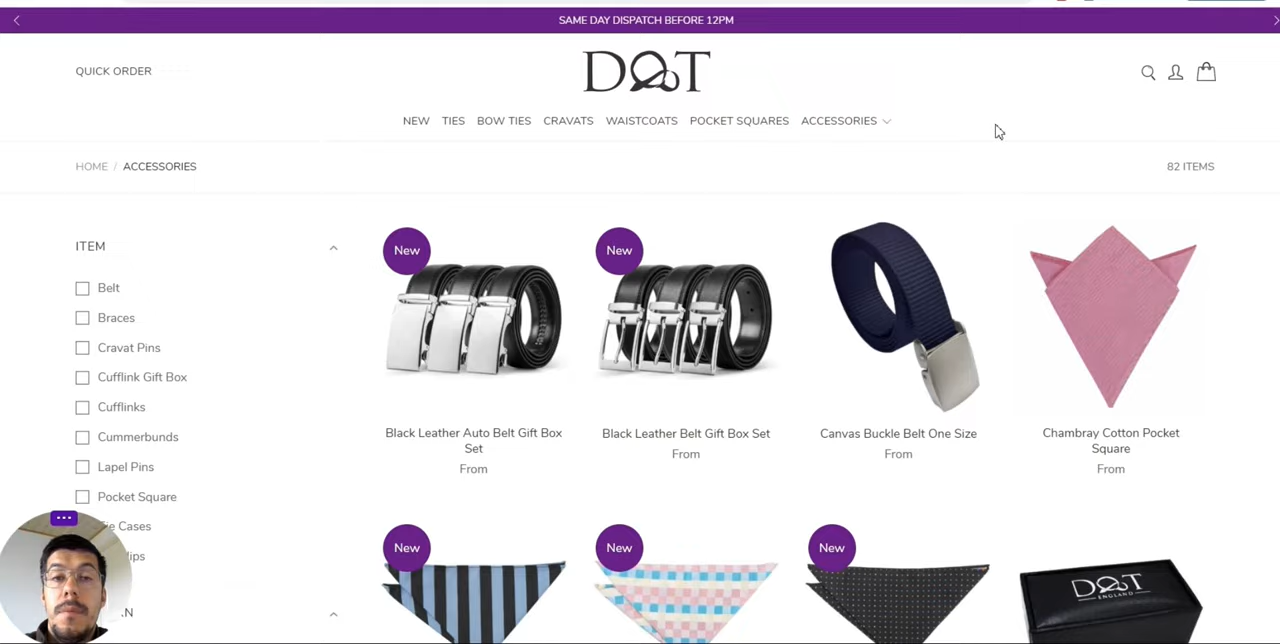 SAME DAY DISPATCH BEFORE 12PM
QUICK ORDER
DQT
NEW TIES BOW TIES CRAVATS WAISTCOATS POCKET SQUARES ACCESSORIES
HOME / ACCESSORIES
82 ITEMS
ITEM
Belt
Braces
Cravat Pins
Cufflink Gift Box
Cufflinks
Cummerbunds
Lapel Pins
Pocket Square
Cases
New
New
Black Leather Auto Belt Gift Box
Set
From
Black Leather Belt Gift Box Set
From
Canvas Buckle Belt One Size
From
Chambray Cotton Pocket
Square
From
New
New
New
DQT
ENGLAND